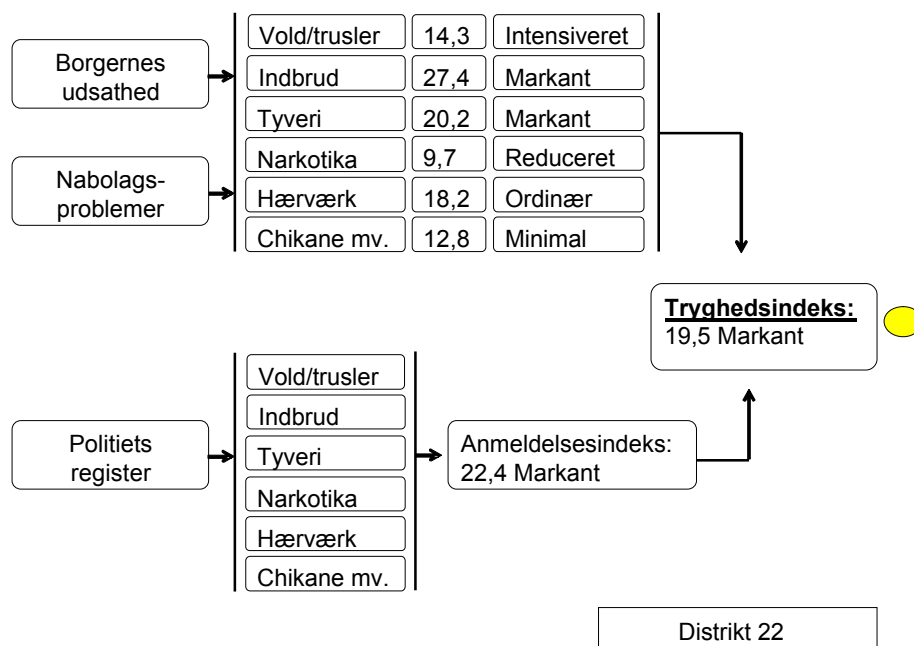 Borgernes
udsathed
Nabolags-
problemer
Vold/trusler 14,3 Intensiveret
Indbrud 27,4 Markant
Tyveri 20,2 Markant
Narkotika 9,7 Reduceret
Hærværk 18,2 Ordinær
Chikane mv. 12,8 Minimal
Tryghedsindeks:
19,5 Markant
Politiets
register
Vold/trusler
Indbrud
Tyveri
Narkotika
Hærværk
Chikane mv.
Anmeldelsesindeks:
22,4 Markant
Distrikt 22